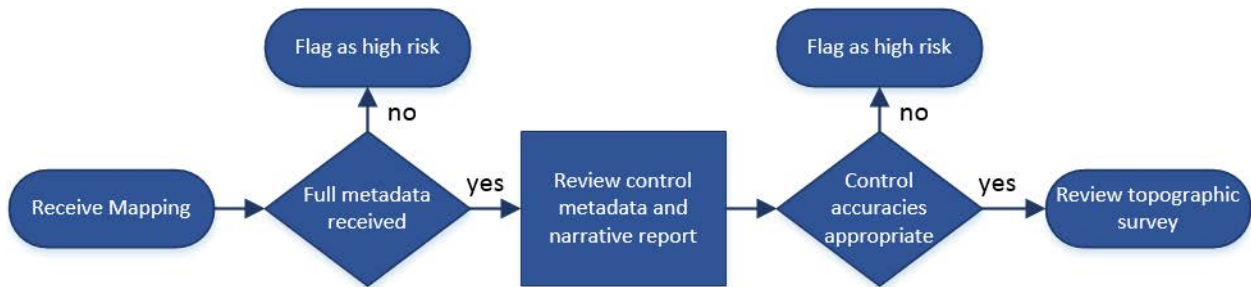 Flag as high risk
Flag as high risk
no
no
Receive Mapping
Full metadata
received
yes
Review control
metadata and
narrative report
Control
accuracies
appropriate
yes
Review topographic
survey